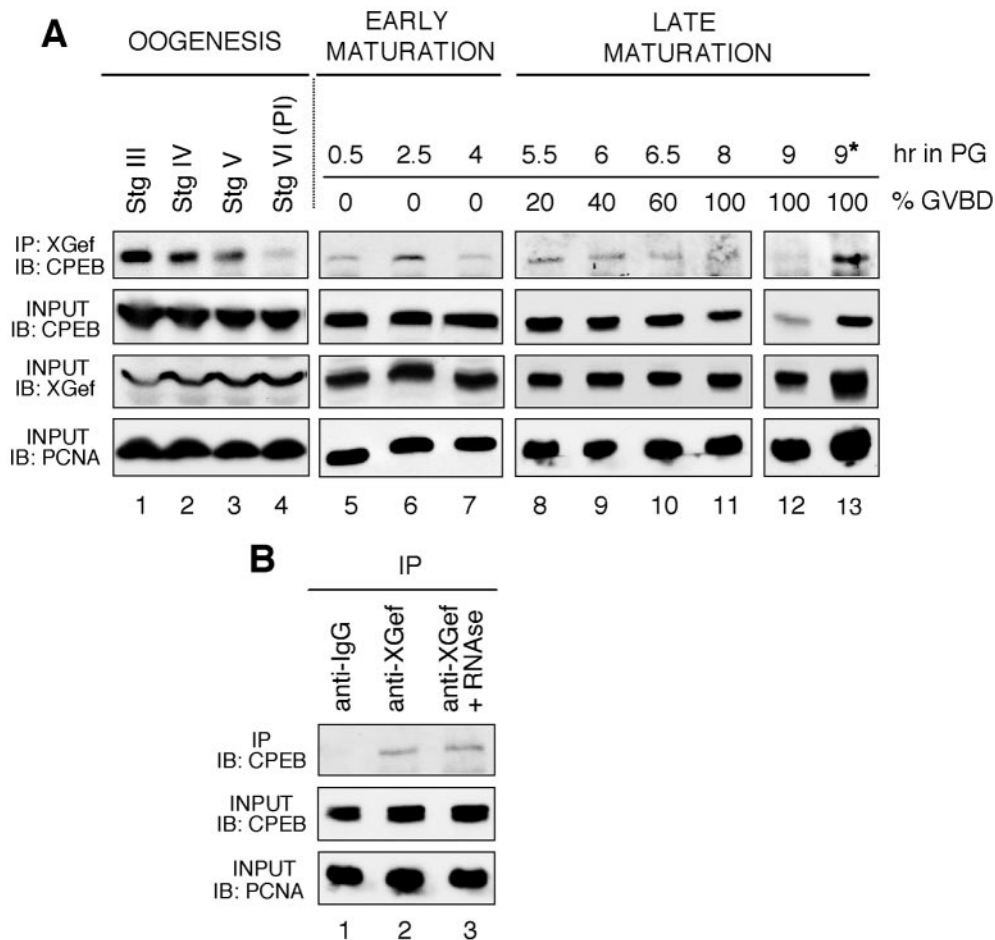 A
OOGENESIS
EARLY
MATURATION
LATE
MATURATION
Stg III
Stg IV
Stg V
Stg VI (PI)
0.5 2.5 4 5.5 6 6.5 8 9 9* hr in PG
0 0 0 20 40 60 100 100 100 % GVBD
IP: XGef
IB: CPEB
INPUT
IB: CPEB
INPUT
IB: XGef
INPUT
IB: PCNA
1 2 3 4 5 6 7 8 9 10 11 12 13
B
IP
anti-IgG
anti-XGef
anti-XGef
+ RNAse
IP
IB: CPEB
INPUT
IB: CPEB
INPUT
IB: PCNA
1 2 3